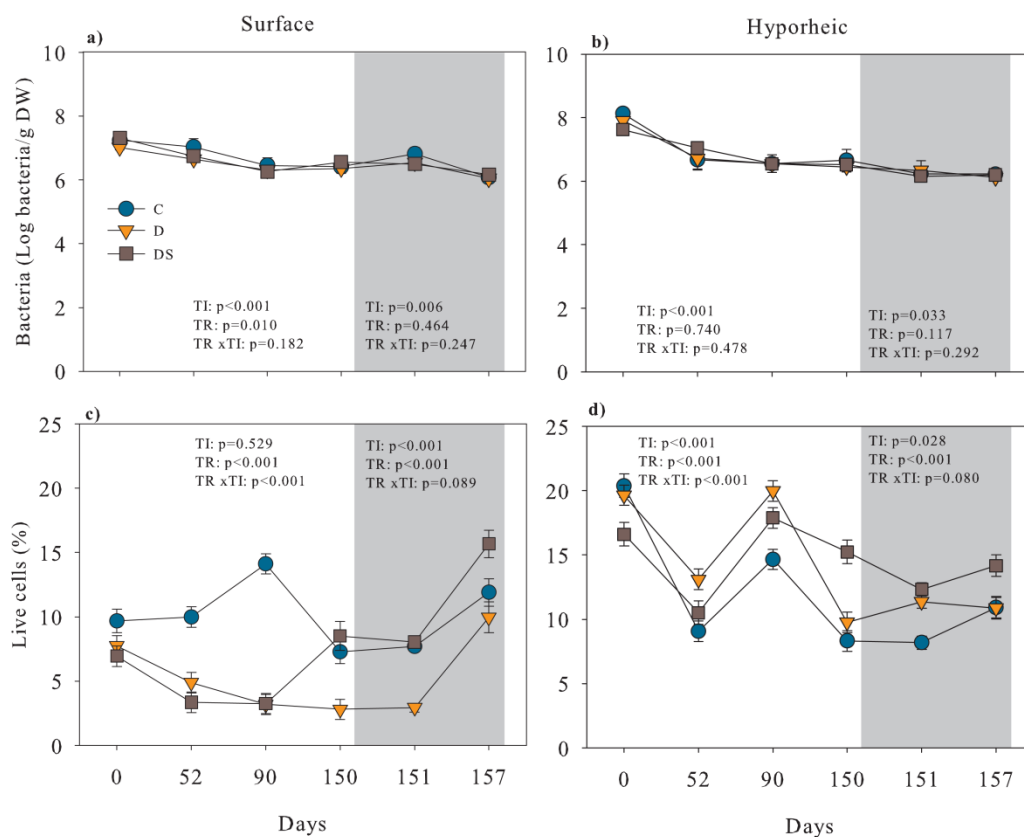 Surface
Hyporheic
a)
Bacteria (Log bacteria/g DW)
10
8
6
4
2
0
C
D
DS
TI: p<0.001
TR: p=0.010
TR xTI: p=0.182
TI: p=0.006
TR: p=0.464
TR xTI: p=0.247
b)
10
8
6
4
2
0
TI: p<0.001
TR: p=0.740
TR xTI: p=0.478
TI: p=0.033
TR: p=0.117
TR xTI: p=0.292
c)
Live cells (%)
25
20
15
10
5
0
TI: p=0.529
TR: p<0.001
TR xTI: p<0.001
TI: p<0.001
TR: p<0.001
TR xTI: p=0.089
0 52 90 150 151 157
Days
d)
25
20
15
10
5
0
TI: p<0.001
TR: p<0.001
TR xTI: p<0.001
TI: p=0.028
TR: p<0.001
TR xTI: p=0.080
0 52 90 150 151 157
Days